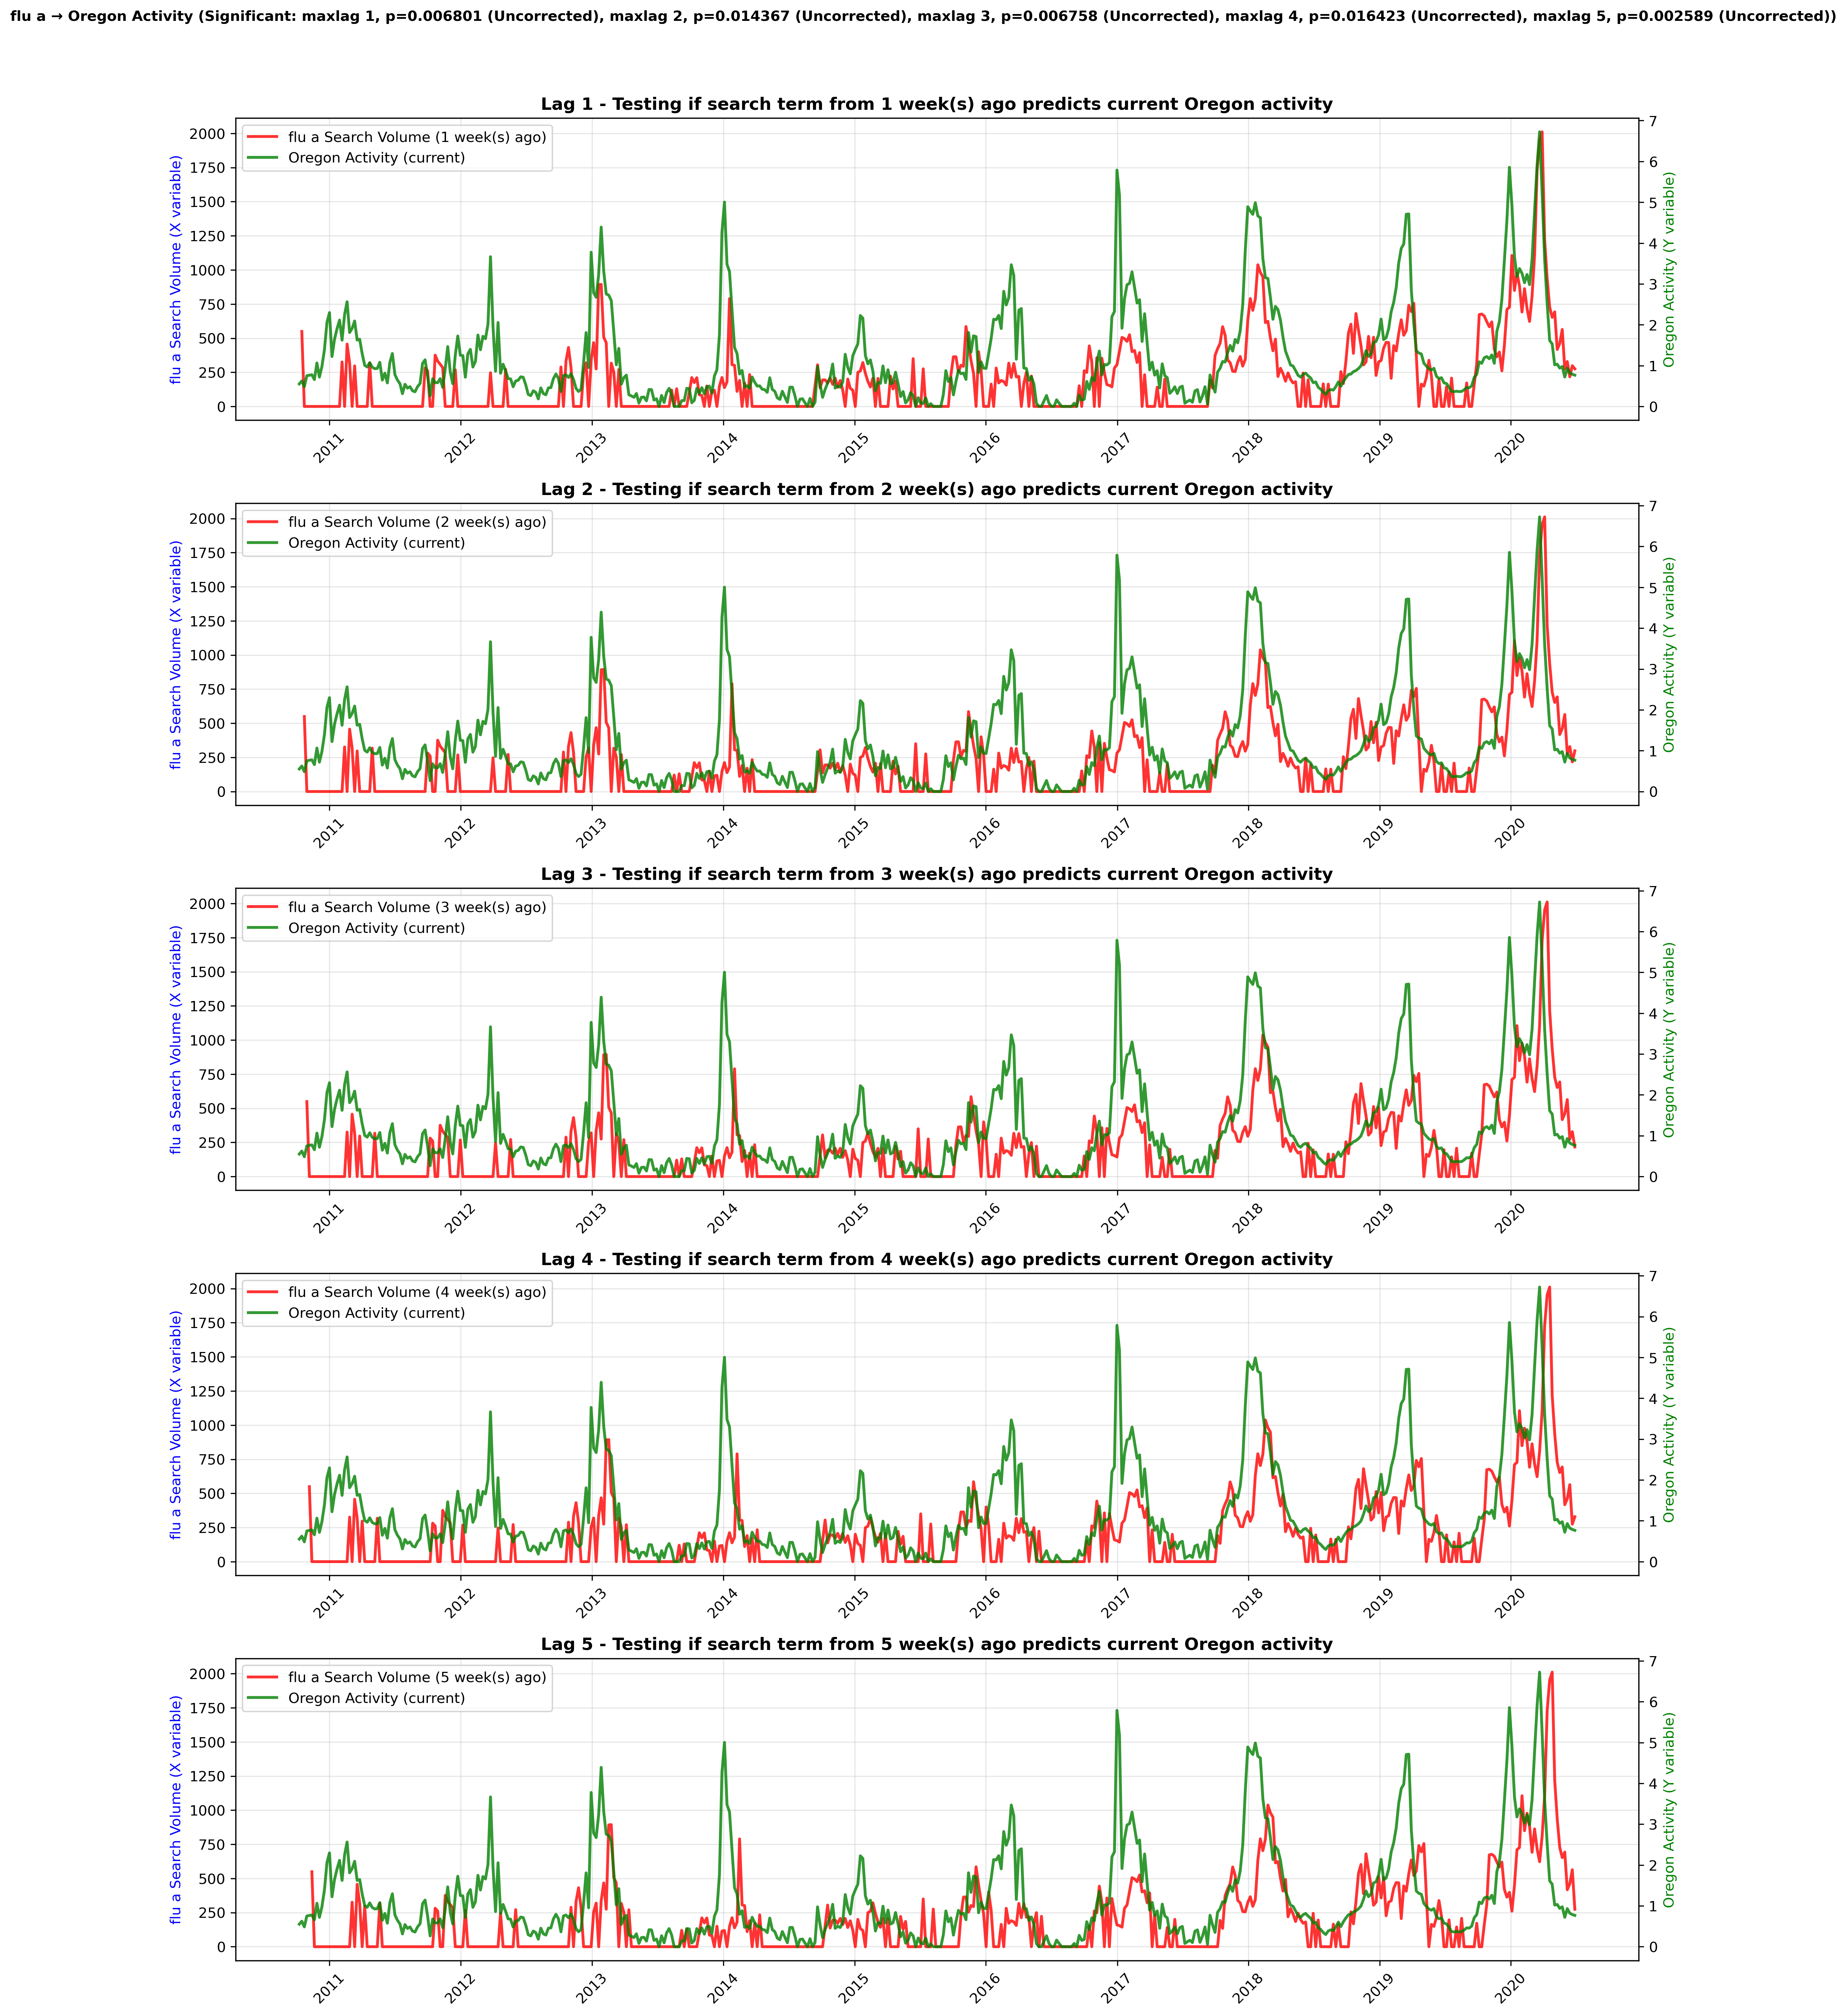 flu a → Oregon Activity (Significant: maxlag 1, p=0.006801 (Uncorrected), maxlag 2, p=0.014367 (Uncorrected), maxlag 3, p=0.006758 (Uncorrected), maxlag 4, p=0.016423 (Uncorrected), maxlag 5, p=0.002589 (Uncorrected))
Lag 1 - Testing if search term from 1 week(s) ago predicts current Oregon activity
flu a Search Volume (1 week(s) ago)
Oregon Activity (current)
flu a Search Volume (X variable)
2000
1750
1500
1250
1000
750
500
250
0
7
6
5
4
3
2
1
0
Oregon Activity (Y variable)
2011 2012 2013 2014 2015 2016 2017 2018 2019 2020
Lag 2 - Testing if search term from 2 week(s) ago predicts current Oregon activity
flu a Search Volume (2 week(s) ago)
Oregon Activity (current)
flu a Search Volume (X variable)
2000
1750
1500
1250
1000
750
500
250
0
7
6
5
4
3
2
1
0
Oregon Activity (Y variable)
2011 2012 2013 2014 2015 2016 2017 2018 2019 2020
Lag 3 - Testing if search term from 3 week(s) ago predicts current Oregon activity
flu a Search Volume (3 week(s) ago)
Oregon Activity (current)
flu a Search Volume (X variable)
2000
1750
1500
1250
1000
750
500
250
0
7
6
5
4
3
2
1
0
Oregon Activity (Y variable)
2011 2012 2013 2014 2015 2016 2017 2018 2019 2020
Lag 4 - Testing if search term from 4 week(s) ago predicts current Oregon activity
flu a Search Volume (4 week(s) ago)
Oregon Activity (current)
flu a Search Volume (X variable)
2000
1750
1500
1250
1000
750
500
250
0
7
6
5
4
3
2
1
0
Oregon Activity (Y variable)
2011 2012 2013 2014 2015 2016 2017 2018 2019 2020
Lag 5 - Testing if search term from 5 week(s) ago predicts current Oregon activity
flu a Search Volume (5 week(s) ago)
Oregon Activity (current)
flu a Search Volume (X variable)
2000
1750
1500
1250
1000
750
500
250
0
7
6
5
4
3
2
1
0
Oregon Activity (Y variable)
2011 2012 2013 2014 2015 2016 2017 2018 2019 2020